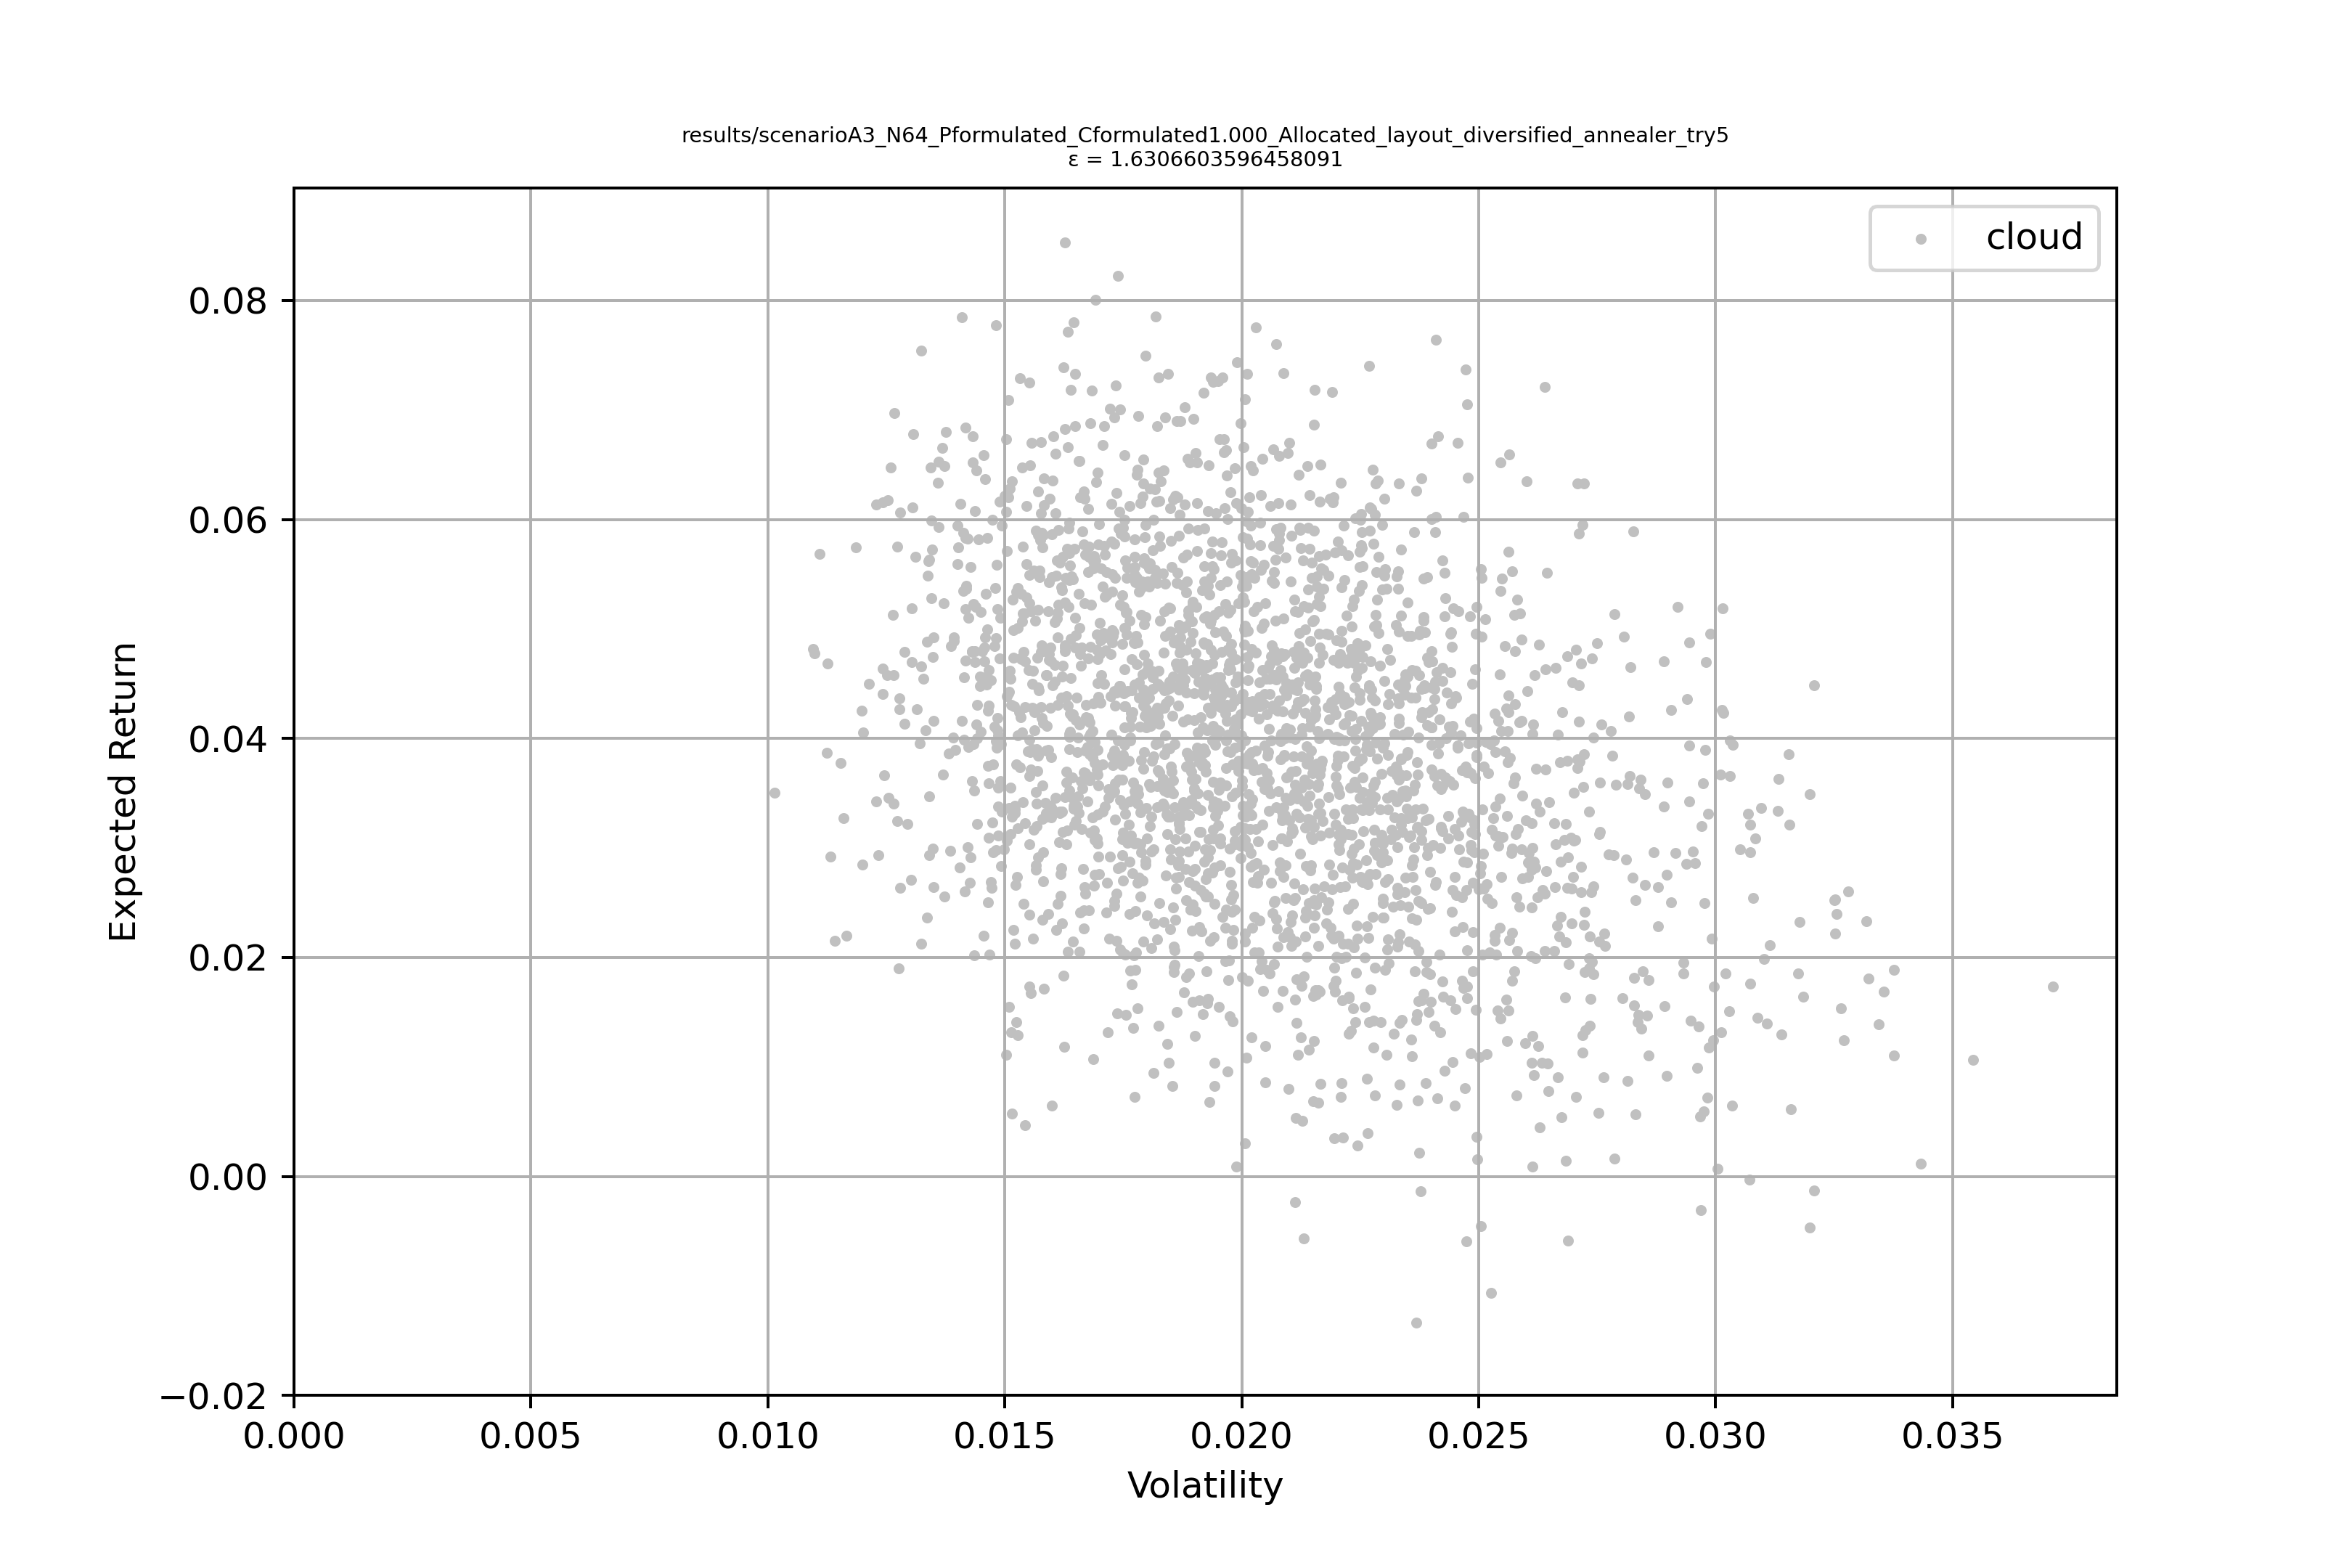 results/scenarioA3_N64_Pformulated_Cformulated1.000_Allocated_layout_diversified_annealer_try5
ε = 1.6306603596458091
cloud
0.08
0.06
0.04
0.02
0.00
−0.02
Expected Return
0.000 0.005 0.010 0.015 0.020 0.025 0.030 0.035
Volatility